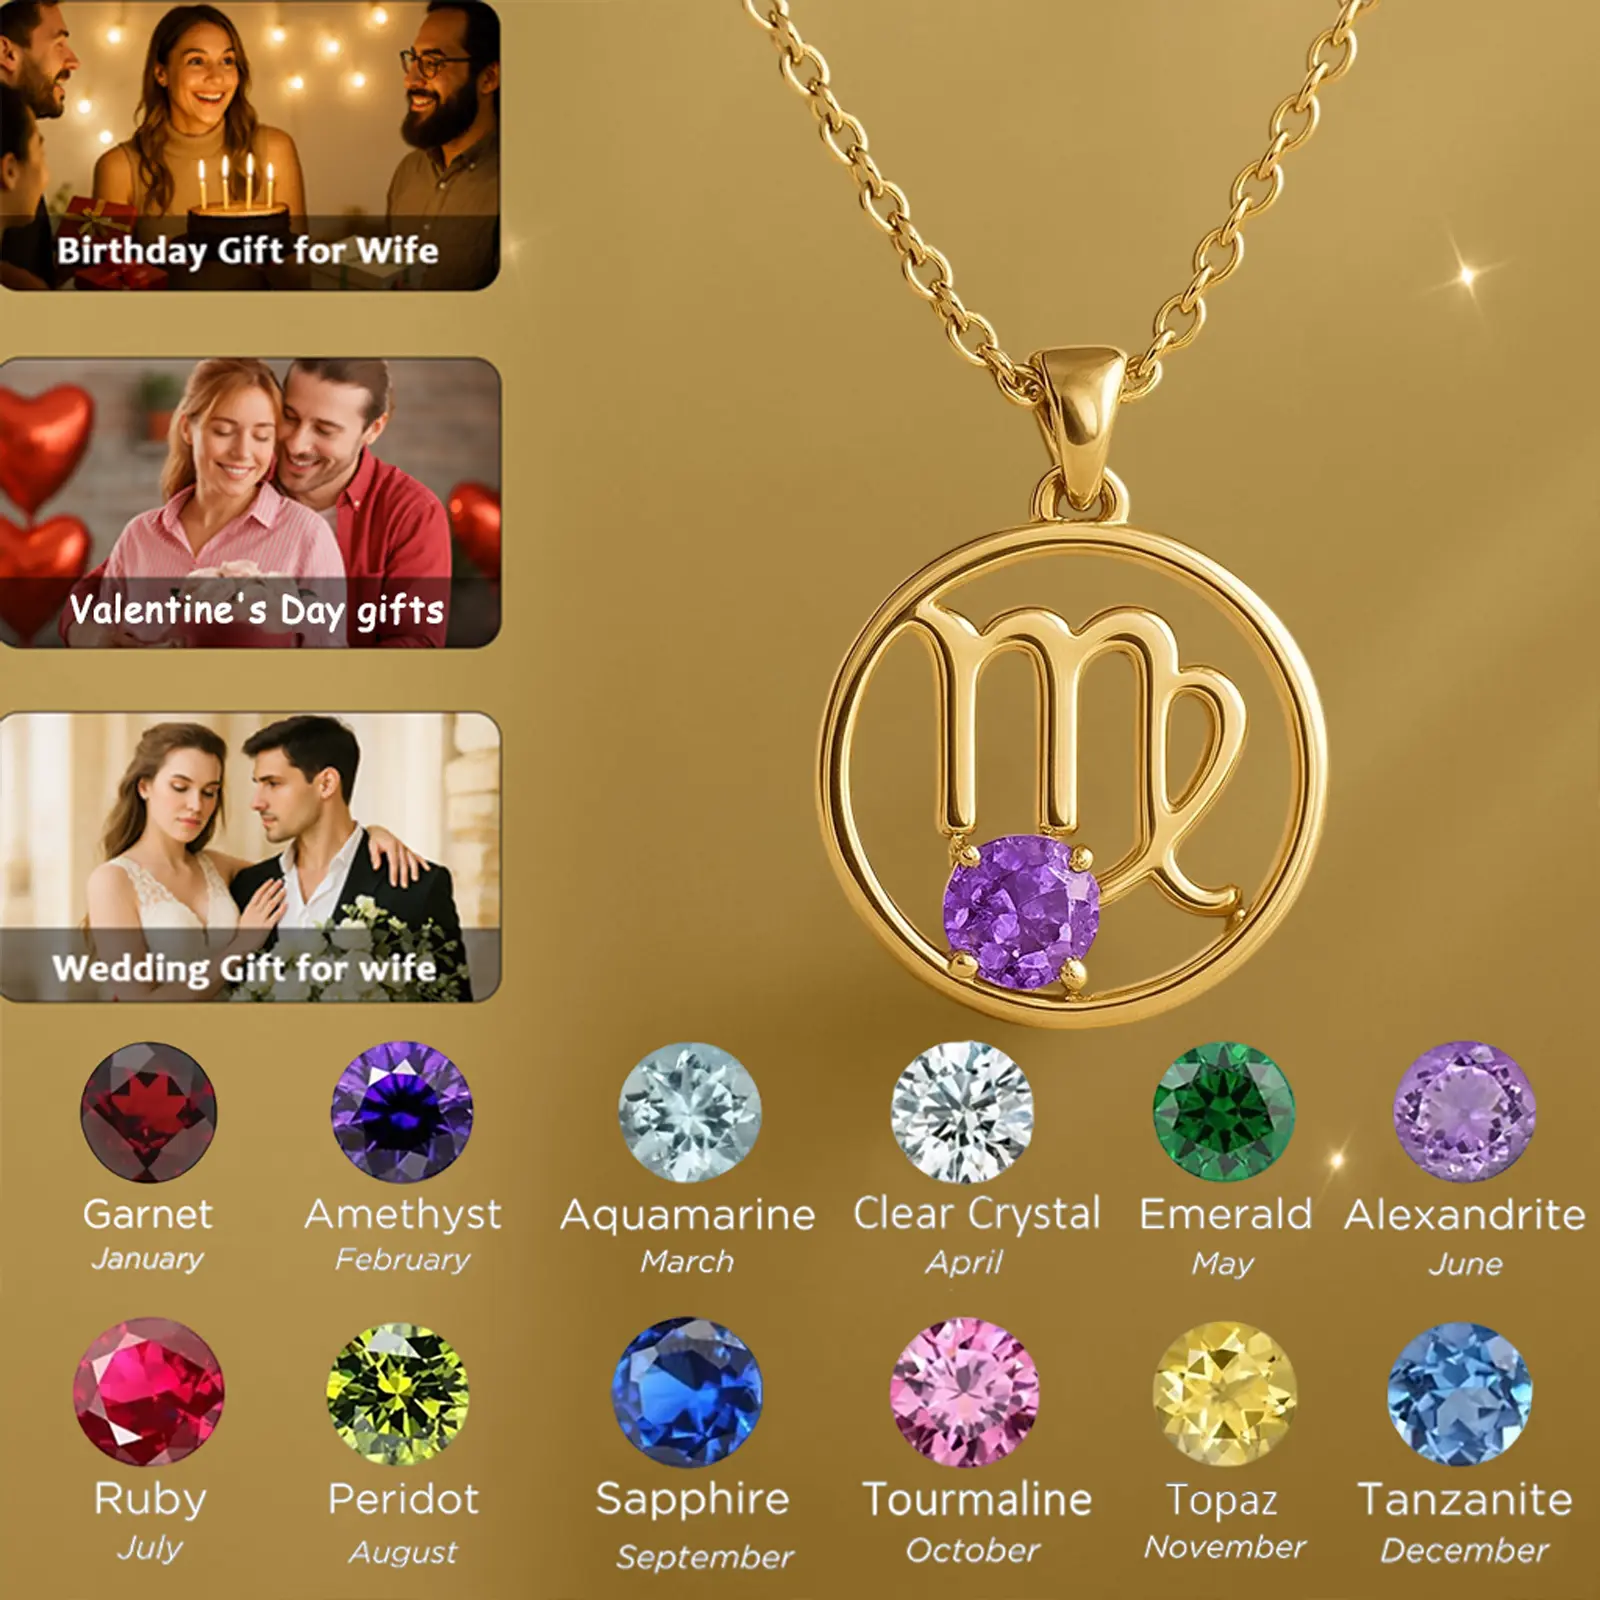 Birthday Gift for Wife
Valentine's Day gifts
Wedding Gift for wife
Garnet
January
Amethyst
February
Aquamarine
March
Clear Crystal
April
Emerald
May
Alexandrite
June
Ruby
July
Peridot
August
Sapphire
September
Tourmaline
October
Topaz
November
Tanzanite
December